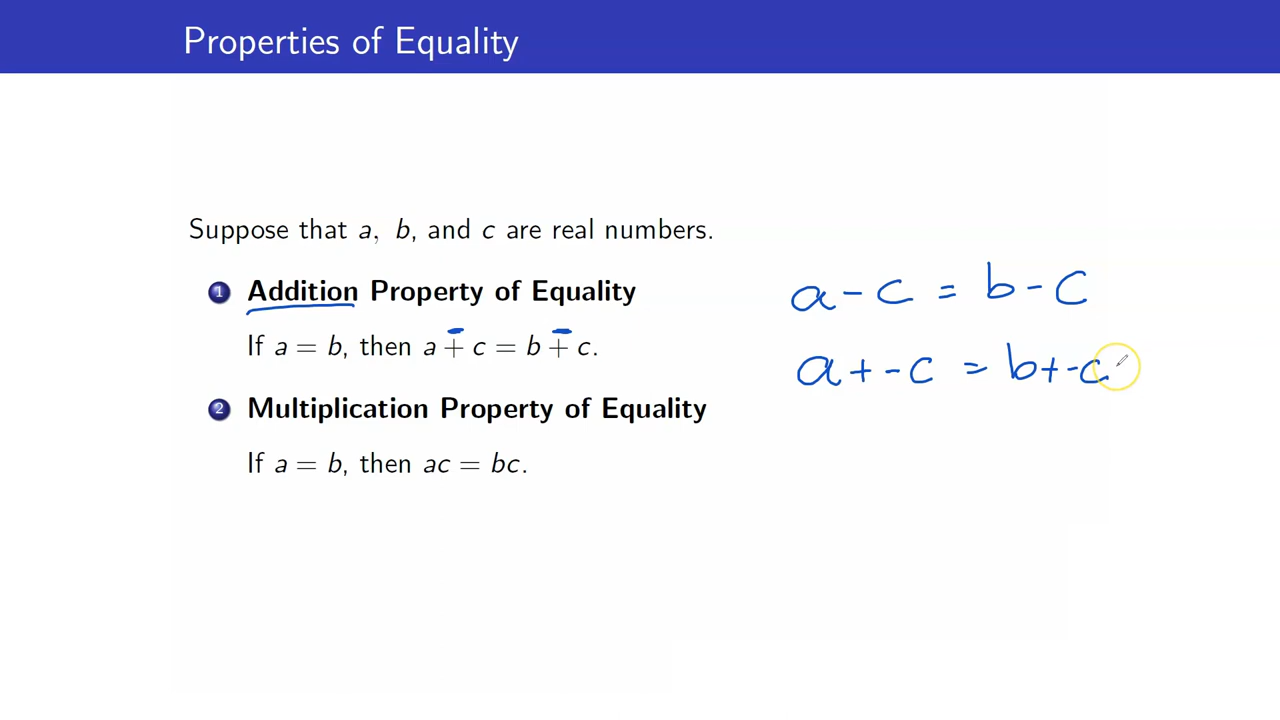 Properties of Equality
Suppose that a, b, and c are real numbers.
1 Addition Property of Equality
If a = b, then a + c = b + c.
2 Multiplication Property of Equality
If a = b, then ac = bc.
a - c = b - c
a + - c = b + - c